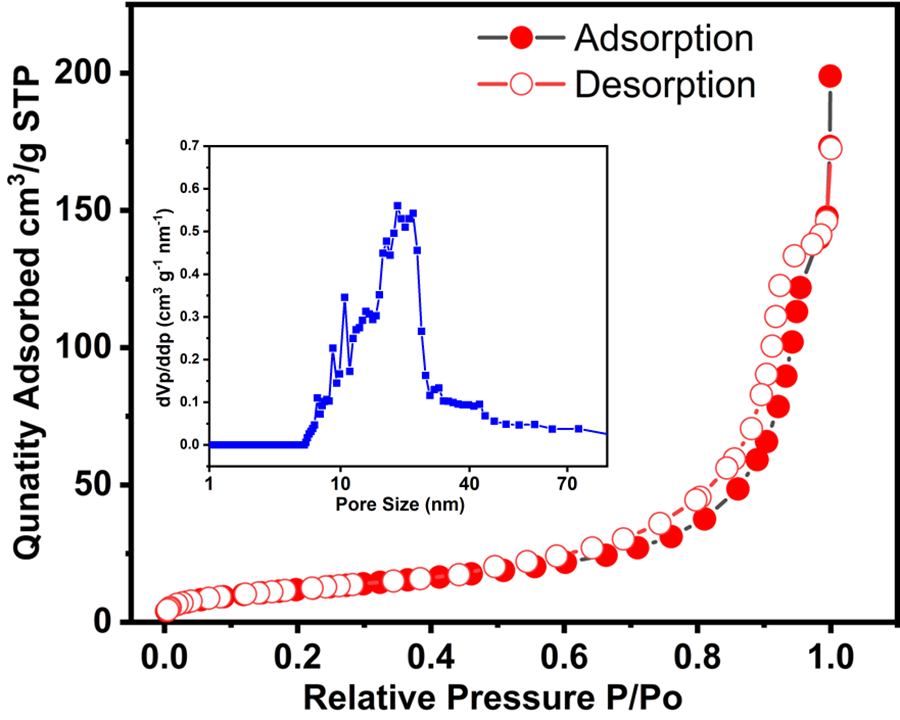 Adsorption
Desorption
Qunatity Adsorbed cm³/g STP
200
150
100
50
0
0.0 0.2 0.4 0.6 0.8 1.0
Relative Pressure P/Po
dVp/ddp (cm³ g⁻¹ nm⁻¹)
0.7
0.6
0.5
0.4
0.3
0.2
0.1
0.0
1 10 40 70
Pore Size (nm)